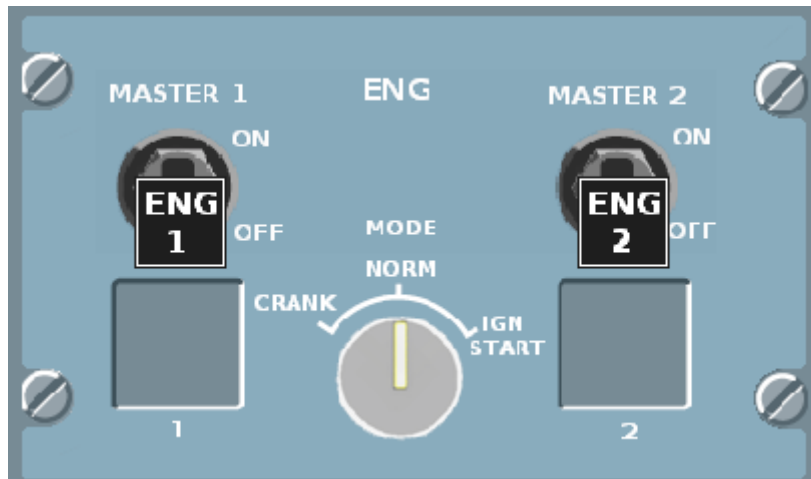 MASTER 1
ENG
MASTER 2
ON
ON
ENG
1
ENG
2
OFF
OFF
MODE
NORM
CRANK
IGN
START
1
2